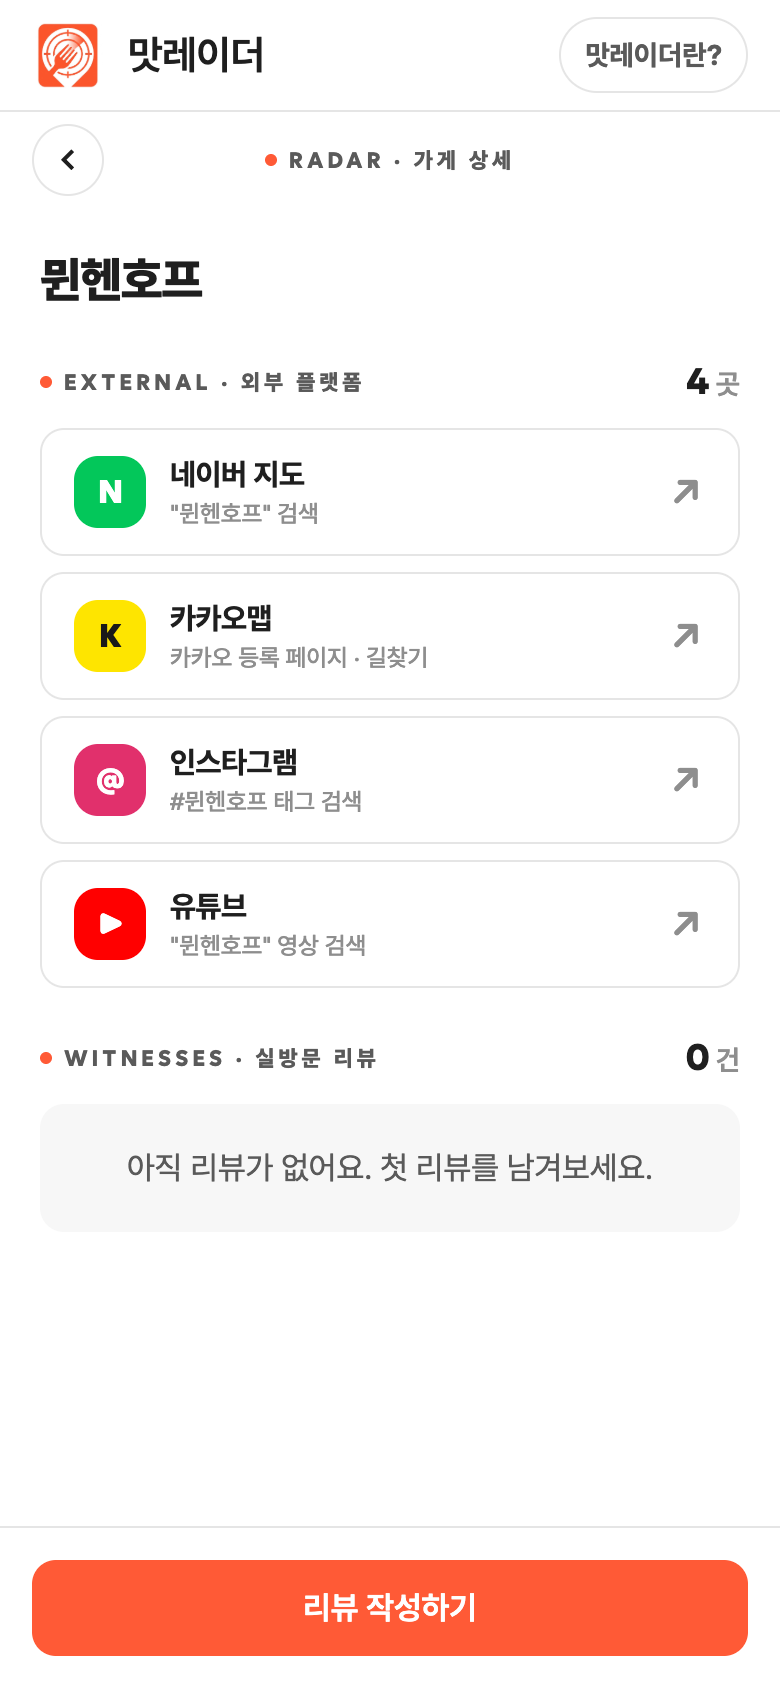 맛레이더
맛레이더란?
RADAR · 가게 상세
뮌헨호프
EXTERNAL · 외부 플랫폼
4 곳
N
네이버 지도
"뮌헨호프" 검색
K
카카오맵
카카오 등록 페이지 · 길찾기
@
인스타그램
#뮌헨호프 태그 검색
유튜브
"뮌헨호프" 영상 검색
WITNESSES · 실방문 리뷰
0 건
아직 리뷰가 없어요. 첫 리뷰를 남겨보세요.
리뷰 작성하기